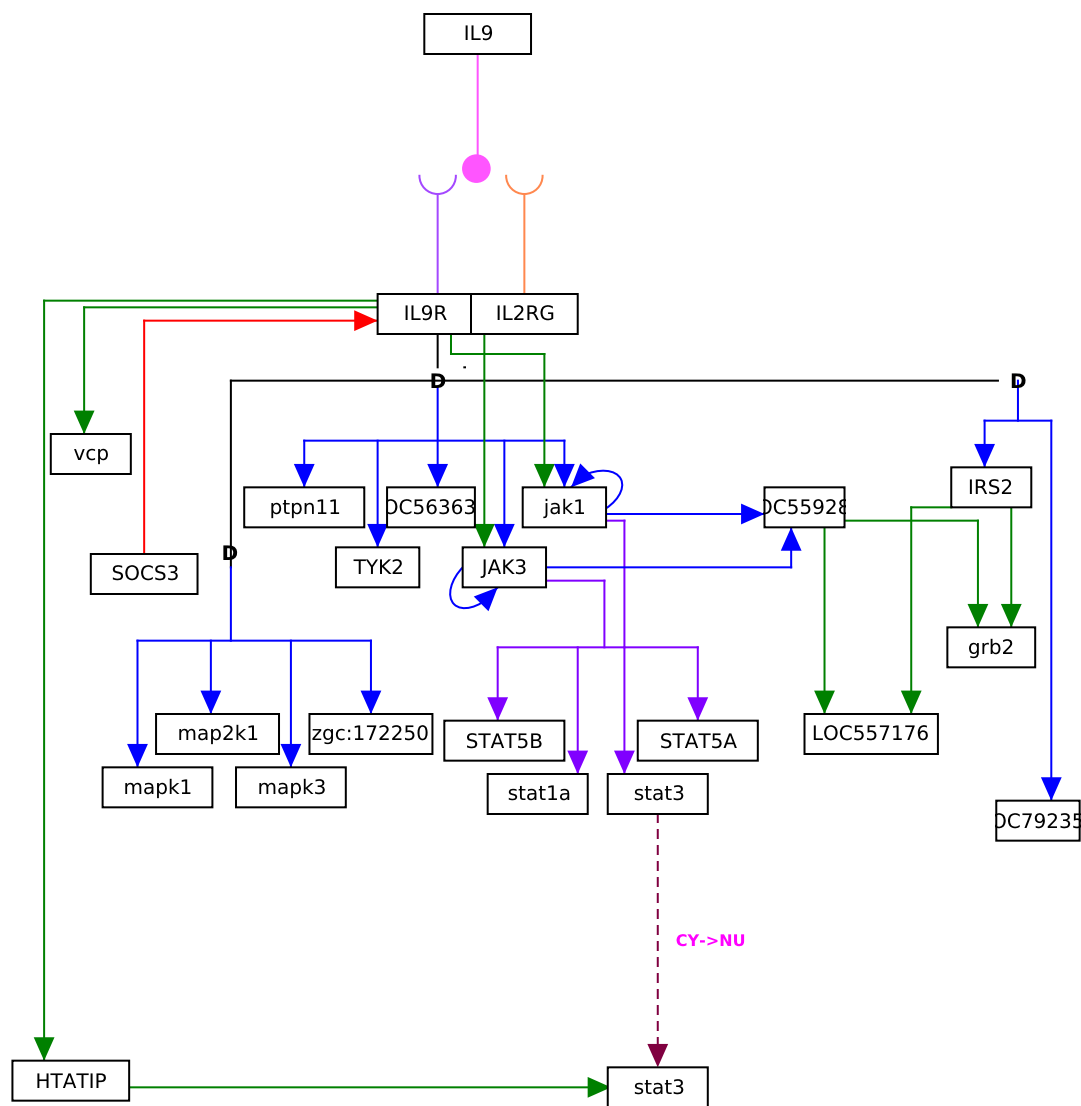 IL9
IL9R
IL2RG
D
D
vcp
IRS2
ptpn11
OC56363
jak1
OC55928
D
SOCS3
TYK2
JAK3
grb2
map2k1
zgc:172250
STAT5B
STAT5A
LOC557176
mapk1
mapk3
stat1a
stat3
OC79235
CY->NU
HTATIP
stat3